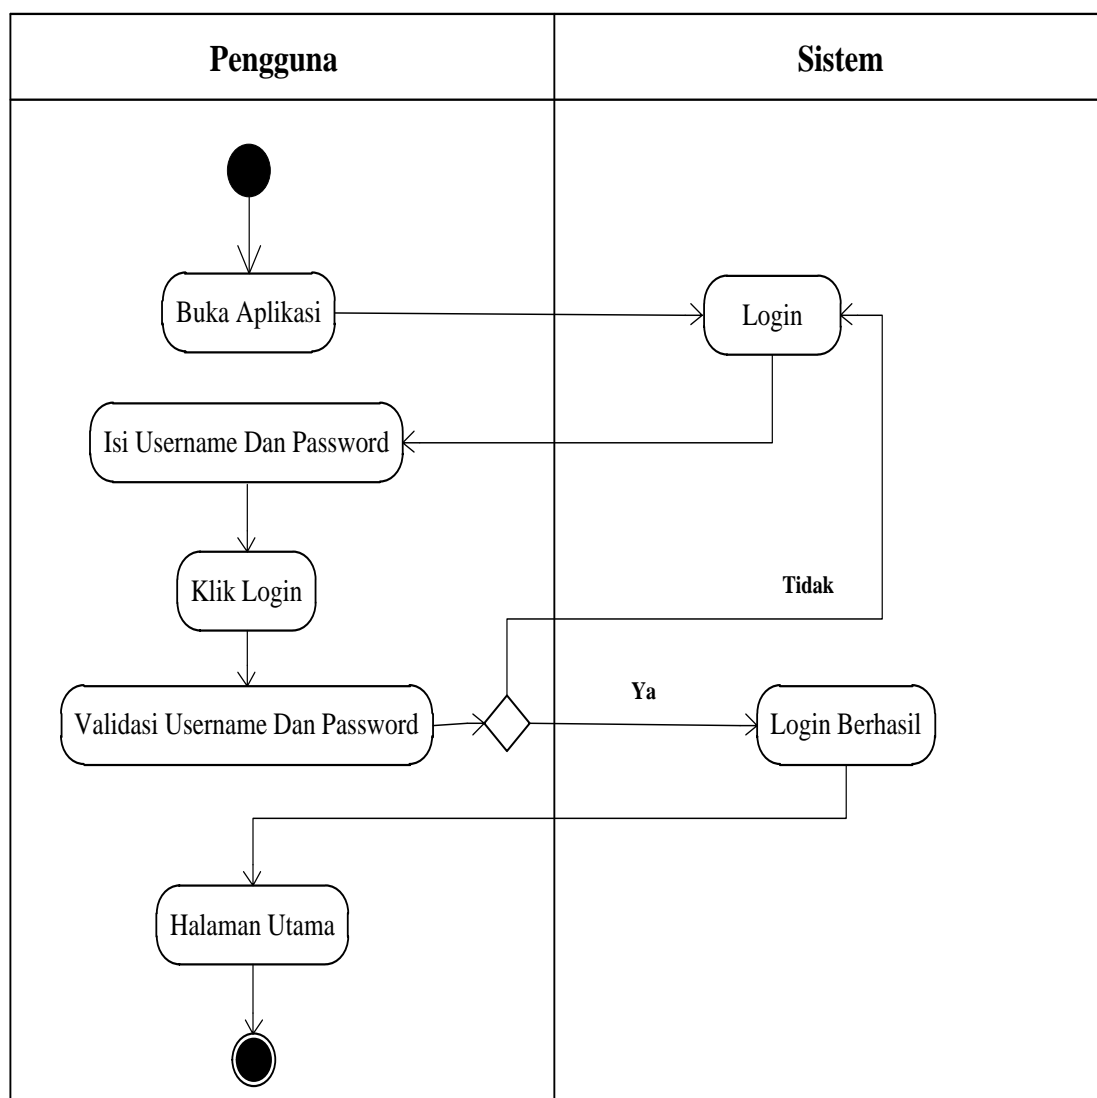 Pengguna
Sistem
Buka Aplikasi
Login
Isi Username Dan Password
Klik Login
Tidak
Validasi Username Dan Password
Ya
Login Berhasil
Halaman Utama